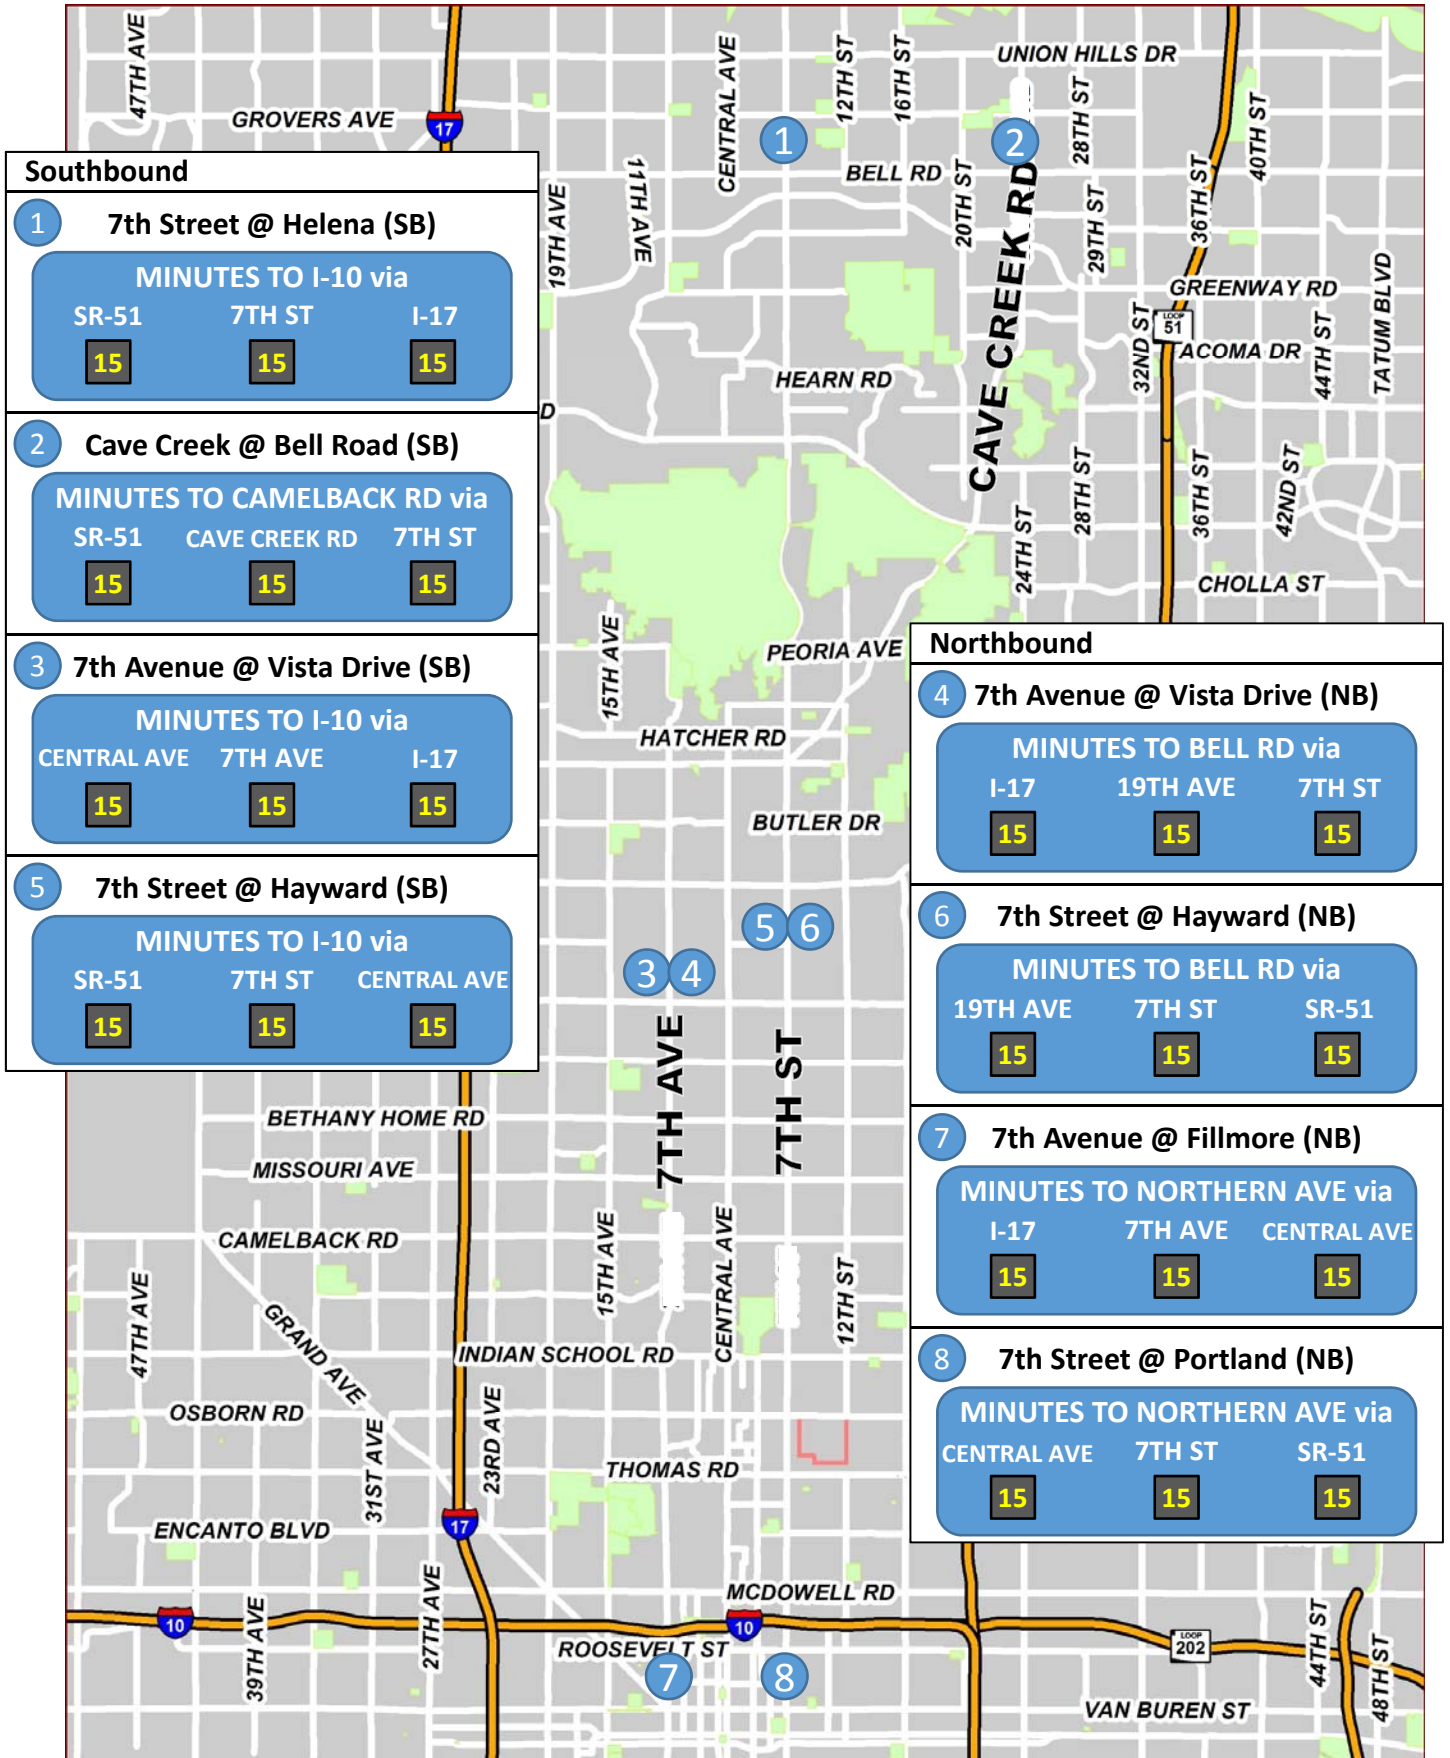 47TH AVE
GROVERS AVE
17
CENTRAL AVE
12TH ST
16TH ST
UNION HILLS DR
28TH ST
40TH ST
1
2
BELL RD
20TH ST
CAVE CREEK RD
29TH ST
36TH ST
11TH AVE
19TH AVE
GREENWAY RD
TATUM BLVD
LOOP
51
32ND ST
ACOMA DR
44TH ST
HEARN RD
D
28TH ST
36TH ST
42ND ST
24TH ST
CHOLLA ST
15TH AVE
PEORIA AVE
HATCHER RD
BUTLER DR
5
6
3
4
7TH AVE
7TH ST
BETHANY HOME RD
MISSOURI AVE
CAMELBACK RD
15TH AVE
CENTRAL AVE
12TH ST
47TH AVE
GRAND AVE
INDIAN SCHOOL RD
OSBORN RD
31ST AVE
23RD AVE
THOMAS RD
ENCANTO BLVD
17
27TH AVE
MCDOWELL RD
10
39TH AVE
10
ROOSEVELT ST
LOOP
202
44TH ST
48TH ST
7
8
VAN BUREN ST
Southbound
1
7th Street @ Helena (SB)
MINUTES TO I-10 via
SR-51 7TH ST I-17
15 15 15
2
Cave Creek @ Bell Road (SB)
MINUTES TO CAMELBACK RD via
SR-51 CAVE CREEK RD 7TH ST
15 15 15
3
7th Avenue @ Vista Drive (SB)
MINUTES TO I-10 via
CENTRAL AVE 7TH AVE I-17
15 15 15
5
7th Street @ Hayward (SB)
MINUTES TO I-10 via
SR-51 7TH ST CENTRAL AVE
15 15 15
Northbound
4
7th Avenue @ Vista Drive (NB)
MINUTES TO BELL RD via
I-17 19TH AVE 7TH ST
15 15 15
6
7th Street @ Hayward (NB)
MINUTES TO BELL RD via
19TH AVE 7TH ST SR-51
15 15 15
7
7th Avenue @ Fillmore (NB)
MINUTES TO NORTHERN AVE via
I-17 7TH AVE CENTRAL AVE
15 15 15
8
7th Street @ Portland (NB)
MINUTES TO NORTHERN AVE via
CENTRAL AVE 7TH ST SR-51
15 15 15